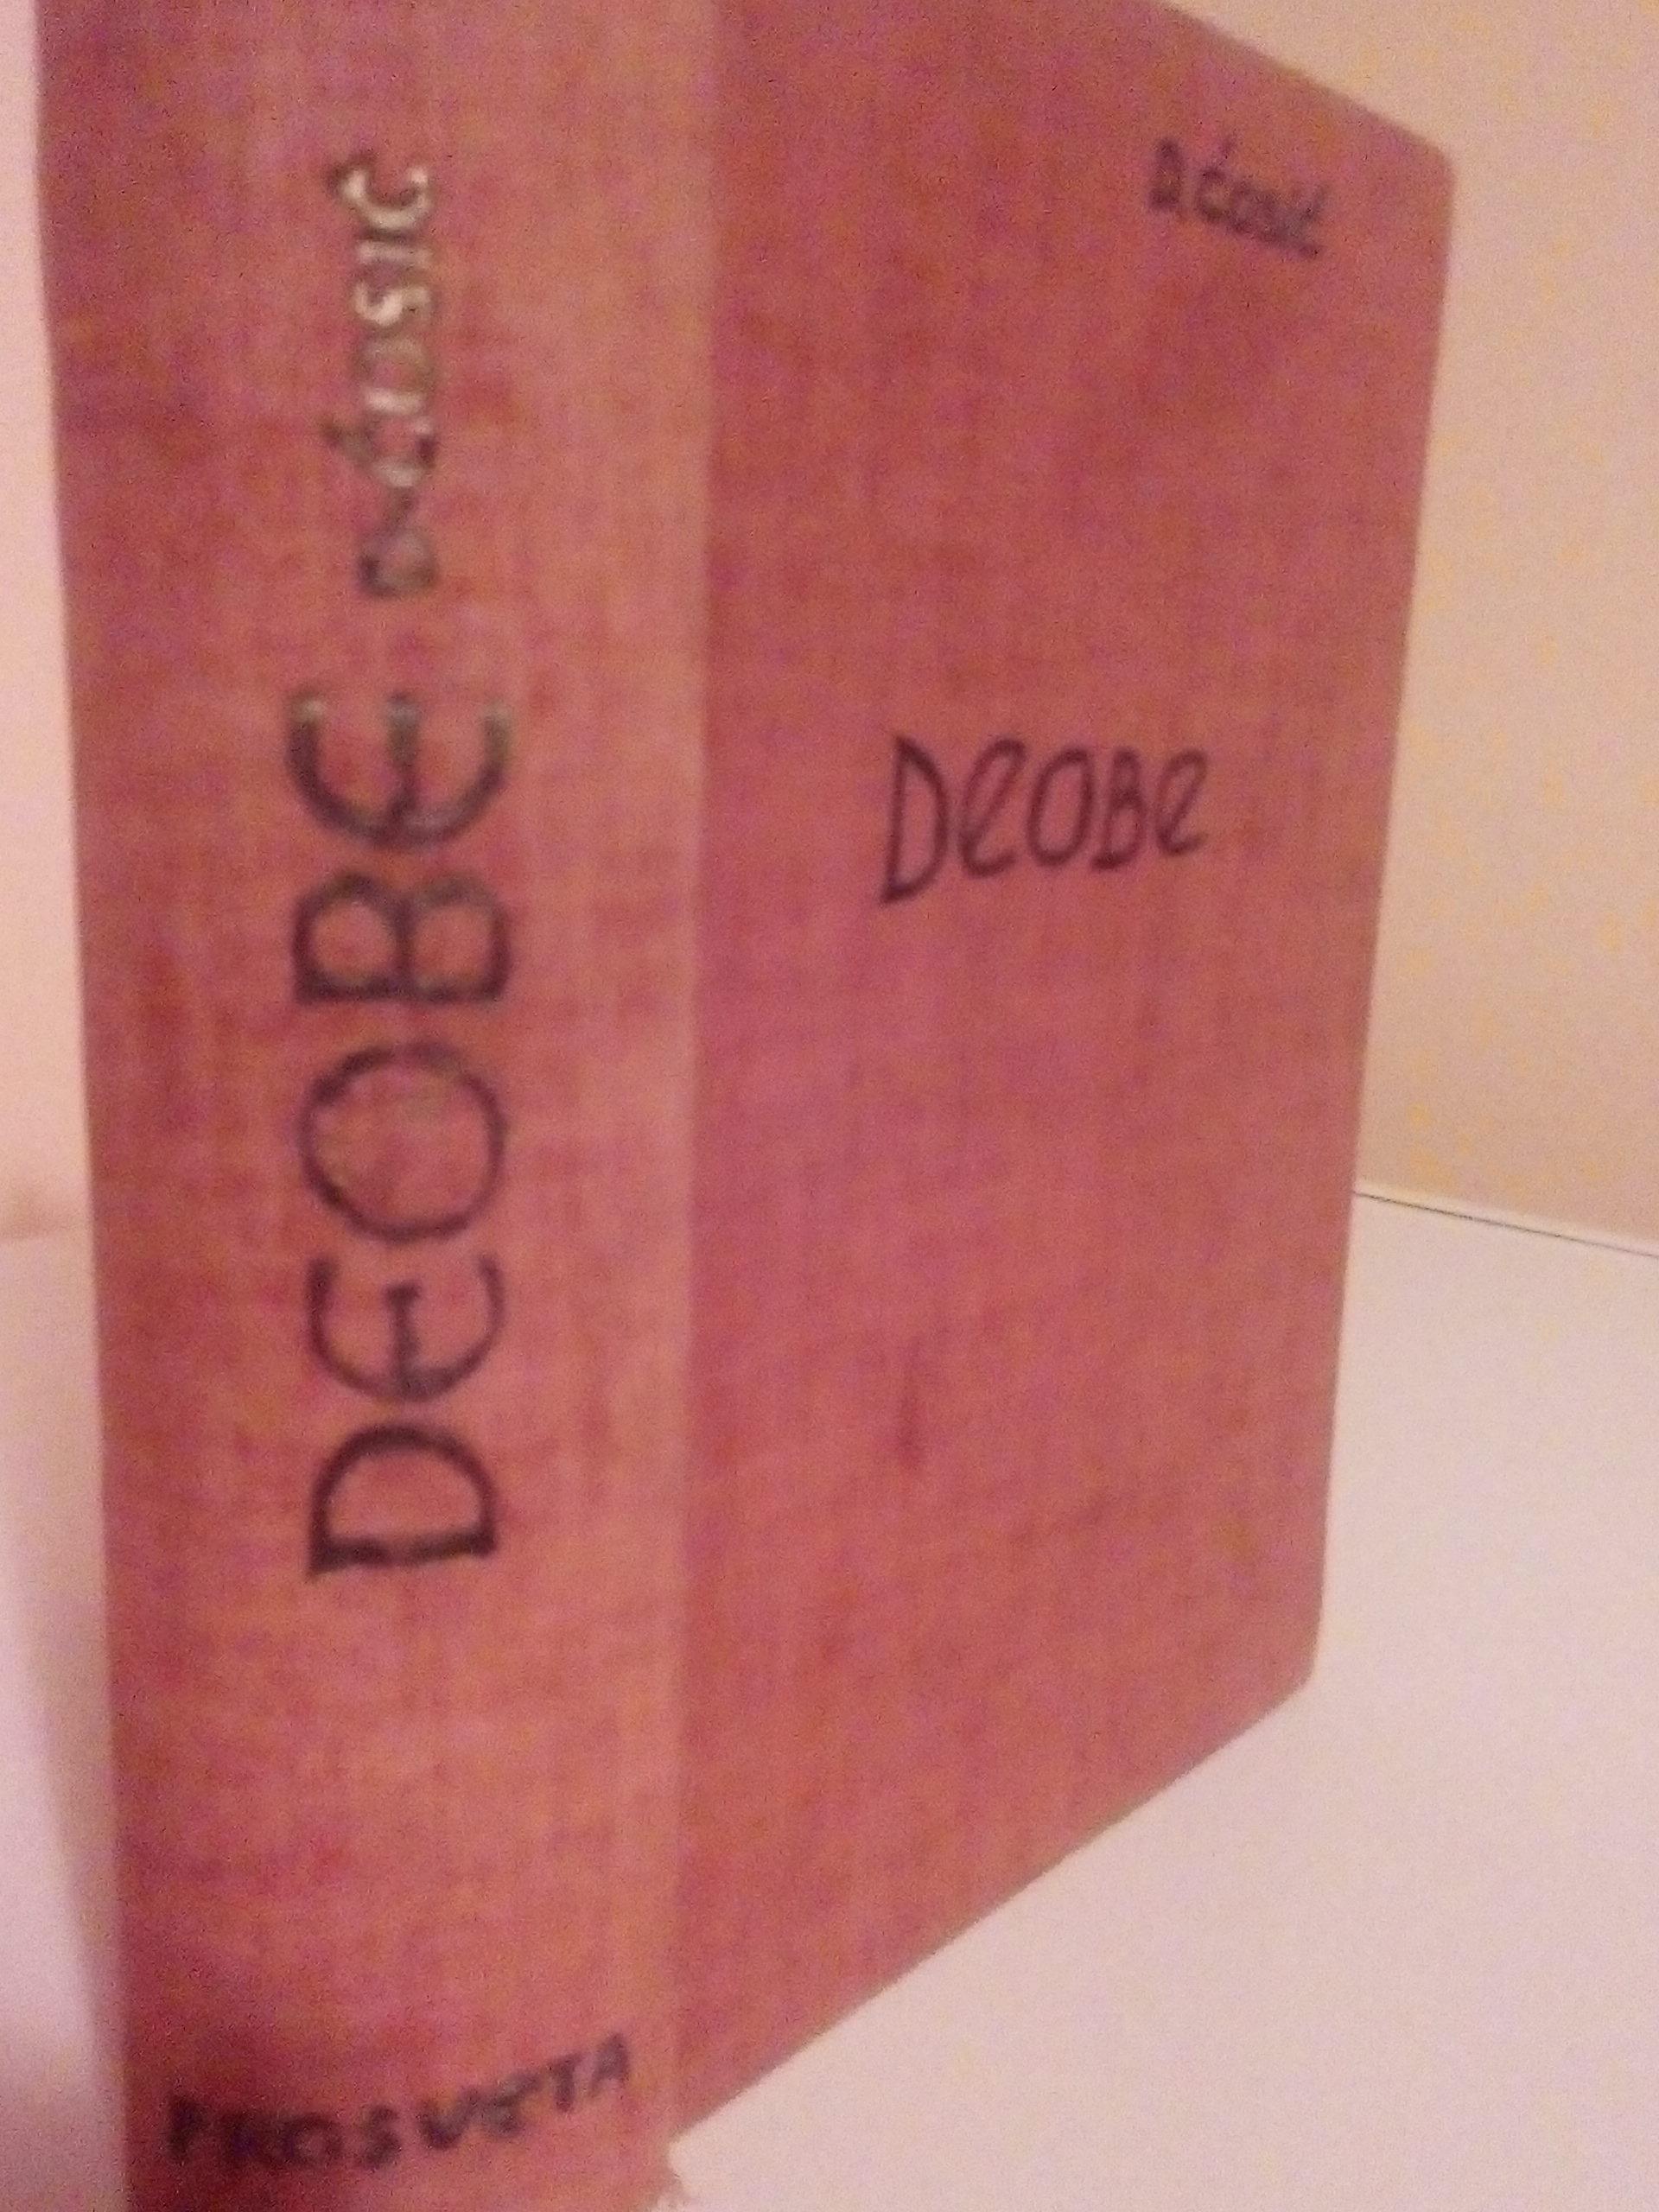 DEOBE D. ĆOSIĆ
PROSVETA
D. Ćosić
DeoBe